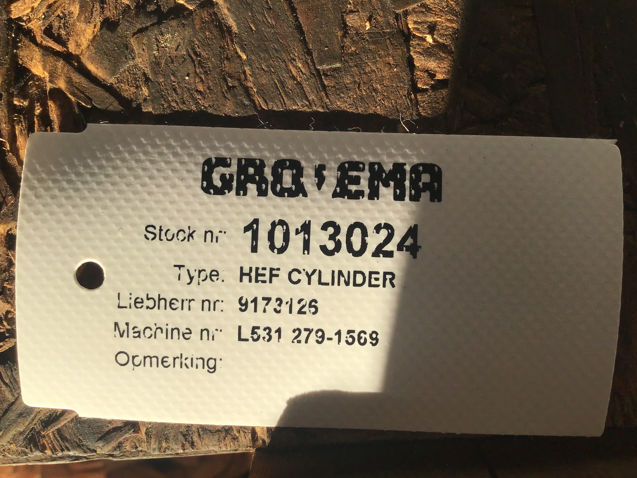 GROVEMA
Stock nr: 1013024
Type: HEF CYLINDER
Liebherr nr: 9173126
Machine nr: L531 279-1569
Opmerking: